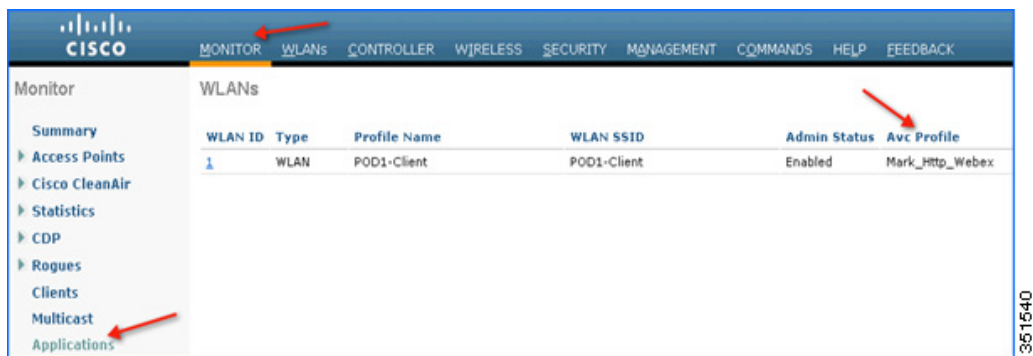 CISCO
MONITOR WLANs CONTROLLER WIRELESS SECURITY MANAGEMENT COMMANDS HELP FEEDBACK
Monitor
Summary
Access Points
Cisco CleanAir
Statistics
CDP
Rogues
Clients
Multicast
Applications
WLANs
WLAN ID Type Profile Name WLAN SSID Admin Status Avc Profile
1 WLAN POD1-Client POD1-Client Enabled Mark_Http_Webex
351540